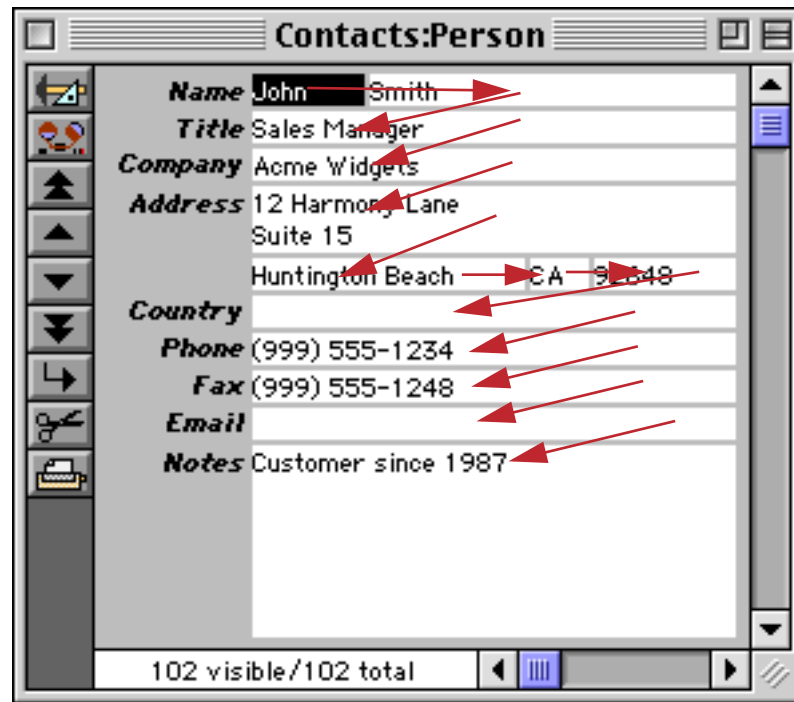 Contacts:Person
Name John Smith
Title Sales Manager
Company Acme Widgets
Address 12 Harmony Lane
Suite 15
Huntington Beach CA 92648
Country
Phone (999) 555-1234
Fax (999) 555-1248
Email
Notes Customer since 1987
102 visible/102 total